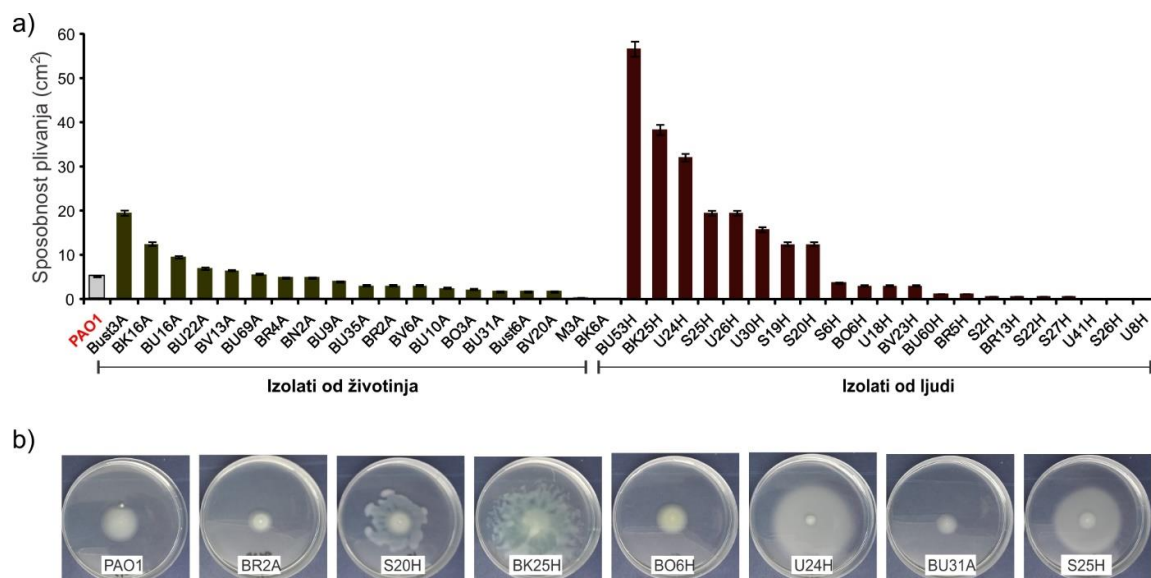 a)
Sposobnost plivanja (cm²)
60
50
40
30
20
10
0
PAO1
Bust3A
BK16A
BU16A
BU22A
BV13A
BU69A
BR4A
BN2A
BU9A
BU35A
BR2A
BV6A
BU10A
BO3A
BU31A
Bust6A
BV20A
M3A
BK6A
BU53H
BK25H
U24H
S25H
U26H
U30H
S19H
S20H
S6H
BO6H
U18H
BV23H
BU60H
BR5H
S2H
BR13H
S22H
S27H
U41H
S26H
U8H
Izolati od životinja
Izolati od ljudi
b)
PAO1
BR2A
S20H
BK25H
BO6H
U24H
BU31A
S25H